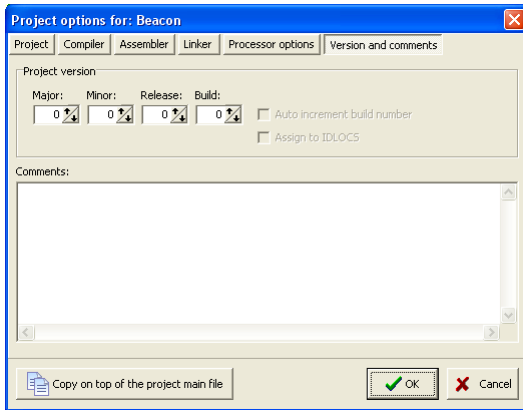 Project options for: Beacon
Project Compiler Assembler Linker Processor options Version and comments
Project version
Major: Minor: Release: Build:
0 0 0 0 Auto increment build number
Assign to IDLOCS
Comments:
Copy on top of the project main file OK Cancel